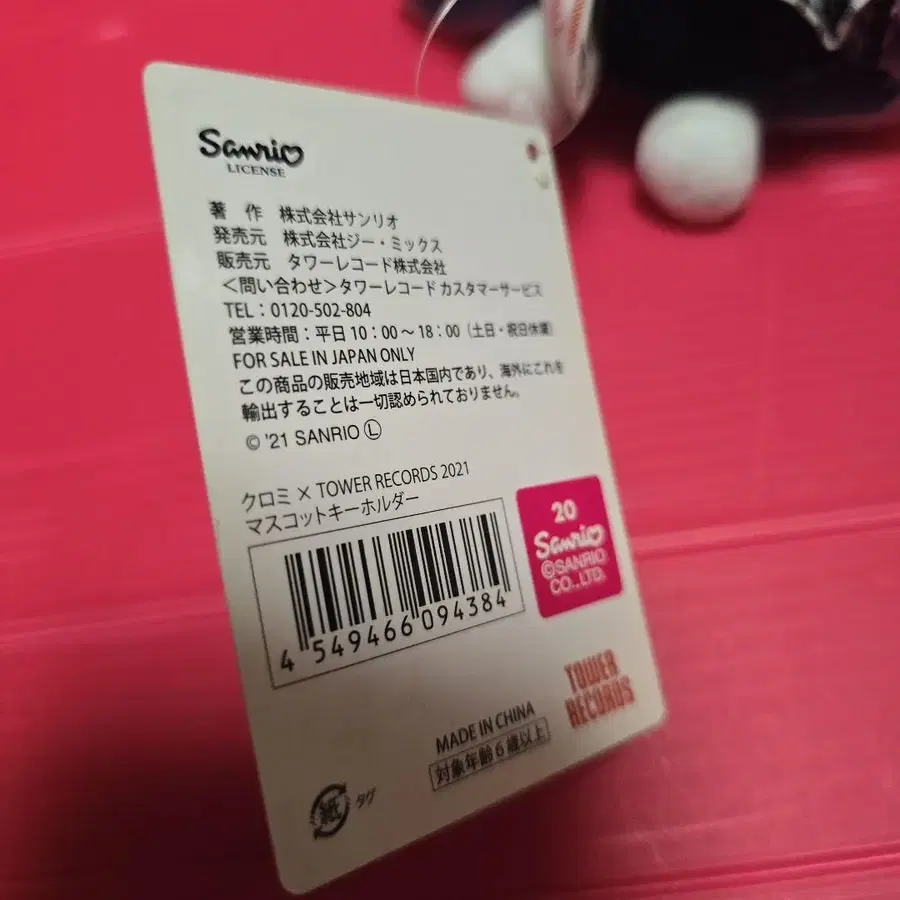 Sanrio
LICENSE
著 作 株式会社サンリオ
発売元 株式会社ジー・ミックス
販売元 タワーレコード株式会社
＜問い合わせ＞タワーレコード カスタマーサービス
TEL：0120-502-804
営業時間：平日 10：00 ～ 18：00（土日・祝日休業）
FOR SALE IN JAPAN ONLY
この商品の販売地域は日本国内であり、海外にこれを
輸出することは一切認められておりません。
© '21 SANRIO Ⓛ
クロミ × TOWER RECORDS 2021
マスコットキーホルダー
4 549466 094384
20
Sanrio
©SANRIO
CO.,LTD.
TOWER
RECORDS
MADE IN CHINA
対象年齢6歳以上
紙 タグ